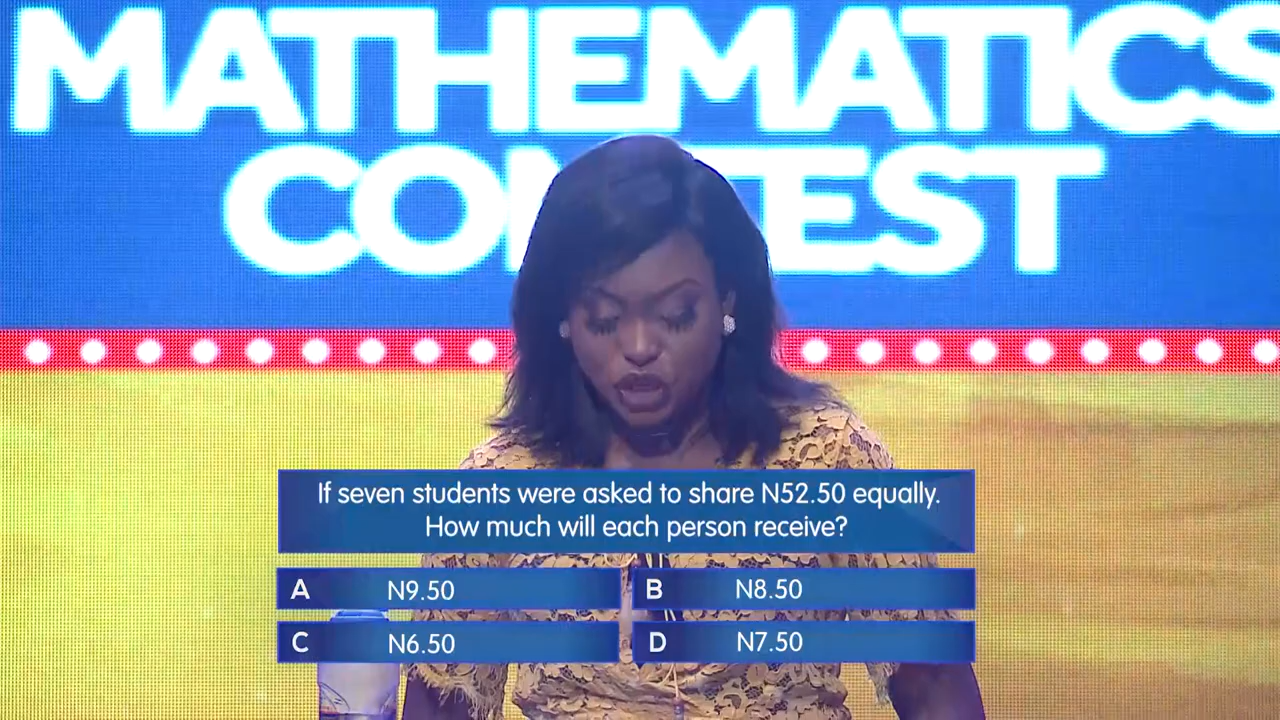 MATHEMATICS
CONTEST
If seven students were asked to share N52.50 equally.
How much will each person receive?
A N9.50
B N8.50
C N6.50
D N7.50